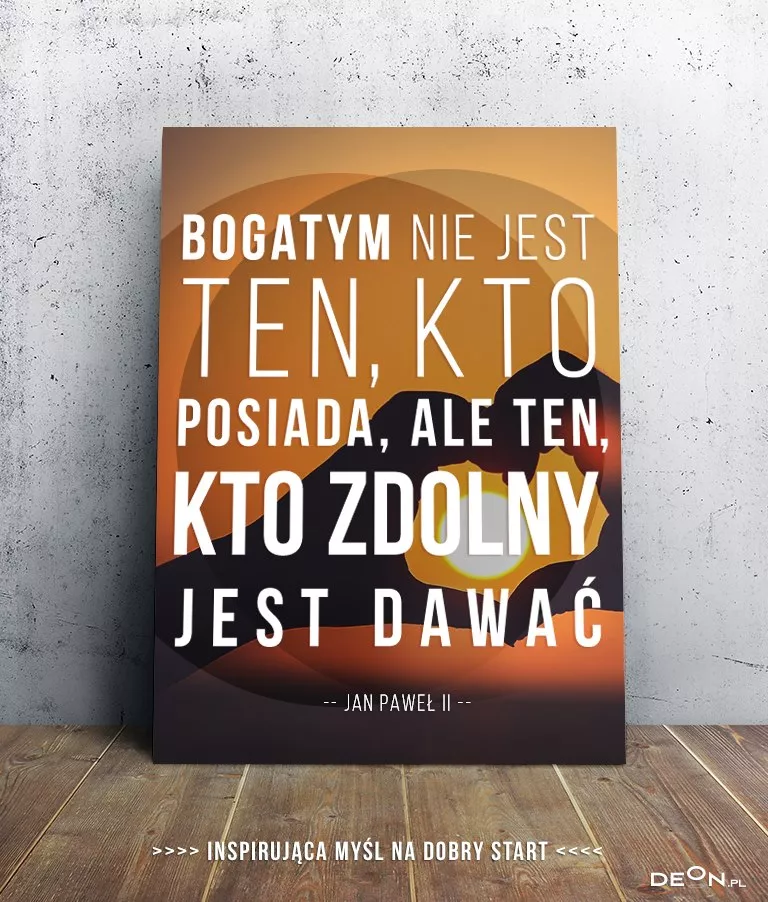 BOGATYM NIE JEST
TEN, KTO
POSIADA, ALE TEN,
KTO ZDOLNY
JEST DAWAĆ
-- JAN PAWEŁ II --
>>>> INSPIRUJĄCA MYŚL NA DOBRY START <<<<
DEON.PL